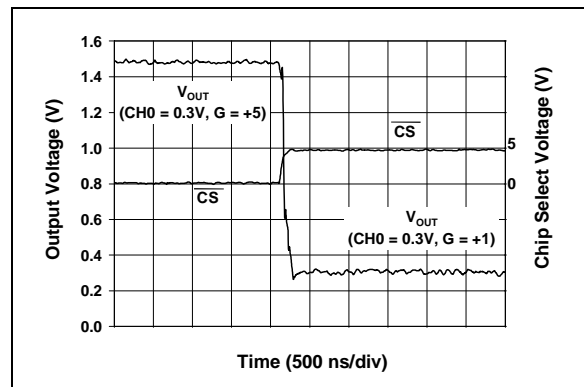 1.6
1.4
1.2
1.0
0.8
0.6
0.4
0.2
0.0
Output Voltage (V)
VOUT
(CH0 = 0.3V, G = +5)
CS
CS
VOUT
(CH0 = 0.3V, G = +1)
5
0
Chip Select Voltage (V)
Time (500 ns/div)